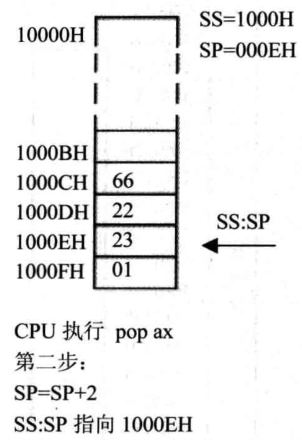 10000H
SS=1000H
SP=000EH
1000BH
1000CH 66
1000DH 22
1000EH 23
1000FH 01
SS:SP
CPU 执行 pop ax
第二步：
SP=SP+2
SS:SP 指向 1000EH